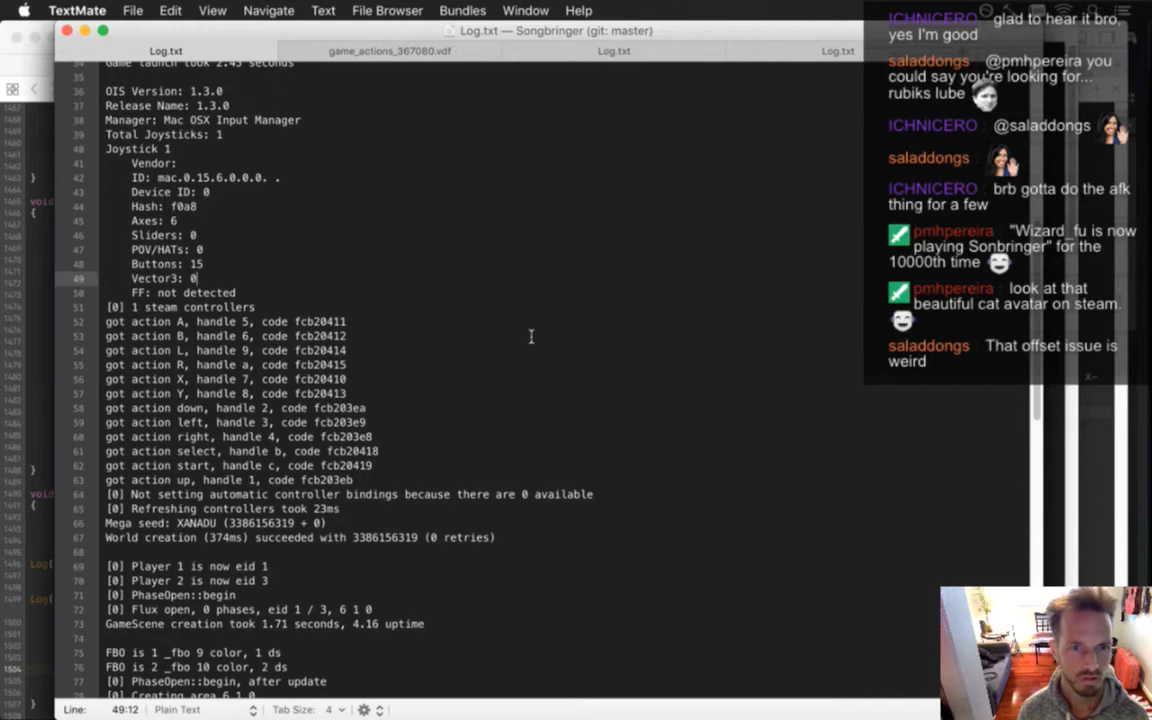 TextMate File Edit View Navigate Text File Browser Bundles Window Help
Log.txt — Songbringer (git: master)
Log.txt game_actions_367080.vdf Log.txt Log.txt
34 Game launch took 2.45 seconds
35
36 OIS Version: 1.3.0
37 Release Name: 1.3.0
38 Manager: Mac OSX Input Manager
39 Total Joysticks: 1
40 Joystick 1
41 Vendor:
42 ID: mac.0.15.6.0.0.0. .
43 Device ID: 0
44 Hash: f0a8
45 Axes: 6
46 Sliders: 0
47 POV/HATs: 0
48 Buttons: 15
49 Vector3: 0
50 FF: not detected
51 [0] 1 steam controllers
52 got action A, handle 5, code fcb20411
53 got action B, handle 6, code fcb20412
54 got action L, handle 9, code fcb20414
55 got action R, handle a, code fcb20415
56 got action X, handle 7, code fcb20410
57 got action Y, handle 8, code fcb20413
58 got action down, handle 2, code fcb203ea
59 got action left, handle 3, code fcb203e9
60 got action right, handle 4, code fcb203e8
61 got action select, handle b, code fcb20418
62 got action start, handle c, code fcb20419
63 got action up, handle 1, code fcb203eb
64 [0] Not setting automatic controller bindings because there are 0 available
65 [0] Refreshing controllers took 23ms
66 Mega seed: XANADU (3386156319 + 0)
67 World creation (374ms) succeeded with 3386156319 (0 retries)
68
69 [0] Player 1 is now eid 1
70 [0] Player 2 is now eid 3
71 [0] PhaseOpen::begin
72 [0] Flux open, 0 phases, eid 1 / 3, 6 1 0
73 GameScene creation took 1.71 seconds, 4.16 uptime
74
75 FBO is 1 _fbo 9 color, 1 ds
76 FBO is 2 _fbo 10 color, 2 ds
77 [0] PhaseOpen::begin, after update
78 [0] Creating area 6 1 0
Line: 49:12 Plain Text Tab Size: 4
ICHNICERO : glad to hear it bro,
yes I'm good
saladdongs : @pmhpereira you
could say you're looking for...
rubiks lube
ICHNICERO : @saladdongs
saladdongs :
ICHNICERO : brb gotta do the afk
thing for a few
pmhpereira : "Wizard_fu is now
playing Sonbringer" for the
10000th time
pmhpereira : look at that
beautiful cat avatar on steam.
saladdongs : That offset issue is
weird